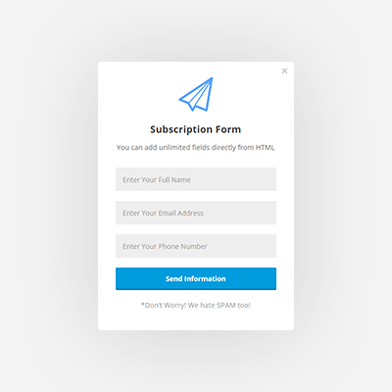 Subscription Form
You can add unlimited fields directly from HTML
Enter Your Full Name
Enter Your Email Address
Enter Your Phone Number
Send Information
*Don't Worry! We hate SPAM too!